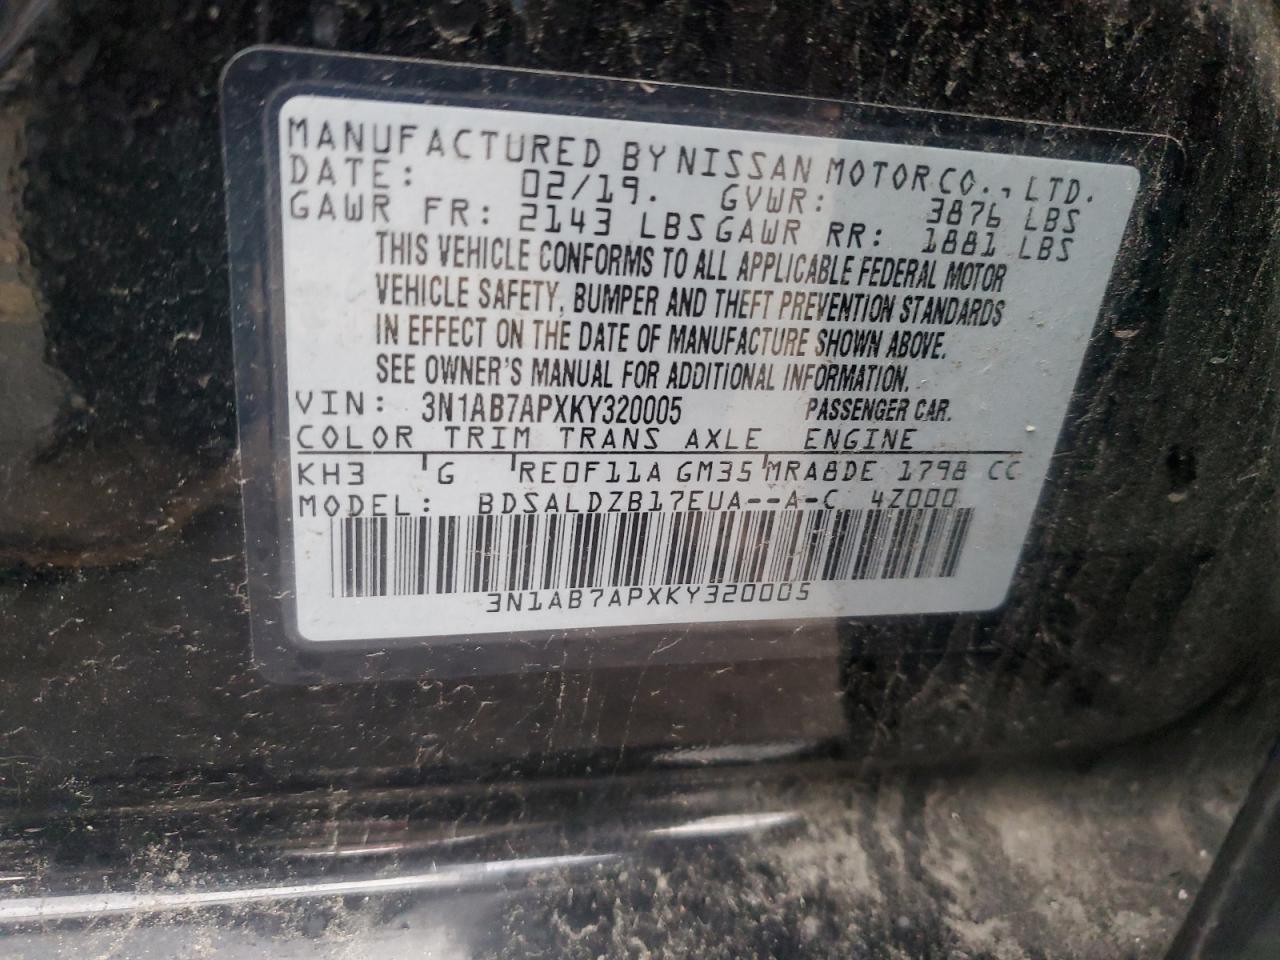 MANUFACTURED BY NISSAN MOTOR CO., LTD.
DATE: 02/19. GVWR: 3876 LBS
GAWR FR: 2143 LBS GAWR RR: 1881 LBS
THIS VEHICLE CONFORMS TO ALL APPLICABLE FEDERAL MOTOR
VEHICLE SAFETY, BUMPER AND THEFT PREVENTION STANDARDS
IN EFFECT ON THE DATE OF MANUFACTURE SHOWN ABOVE.
SEE OWNER'S MANUAL FOR ADDITIONAL INFORMATION.
VIN: 3N1AB7APXKY320005 PASSENGER CAR.
COLOR TRIM TRANS AXLE ENGINE
KH3 G RE0F11A GM35 MRA8DE 1798 CC
MODEL: BDSALDZB17EUA--A-C 4Z000
3N1AB7APXKY320005